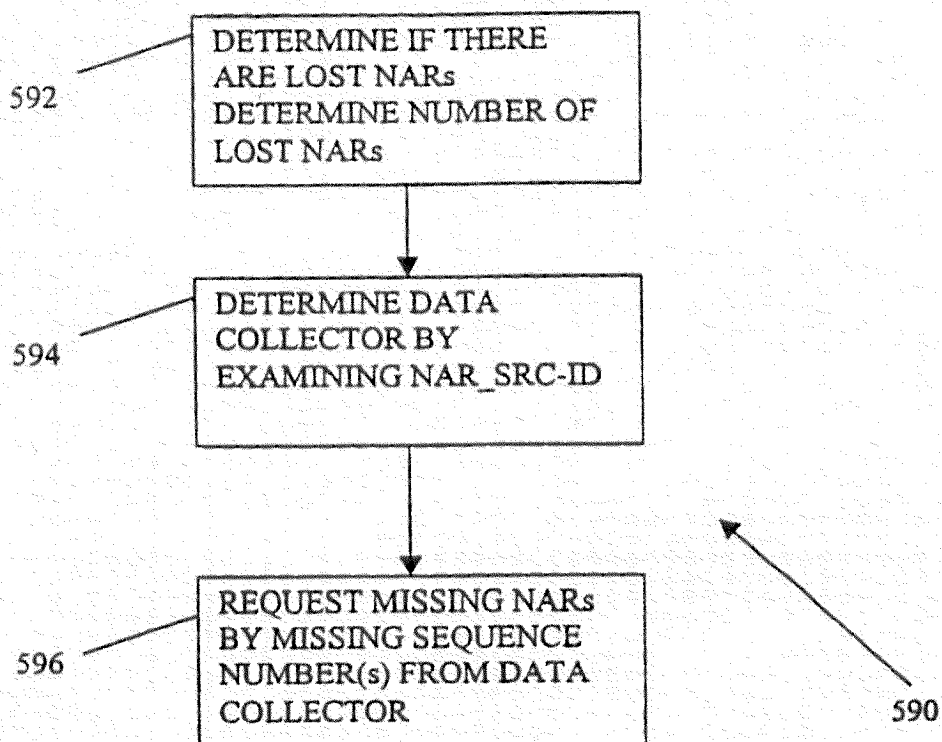 592
DETERMINE IF THERE
ARE LOST NARs
DETERMINE NUMBER OF
LOST NARs
594
DETERMINE DATA
COLLECTOR BY
EXAMINING NAR_SRC-ID
596
REQUEST MISSING NARs
BY MISSING SEQUENCE
NUMBER(s) FROM DATA
COLLECTOR
590